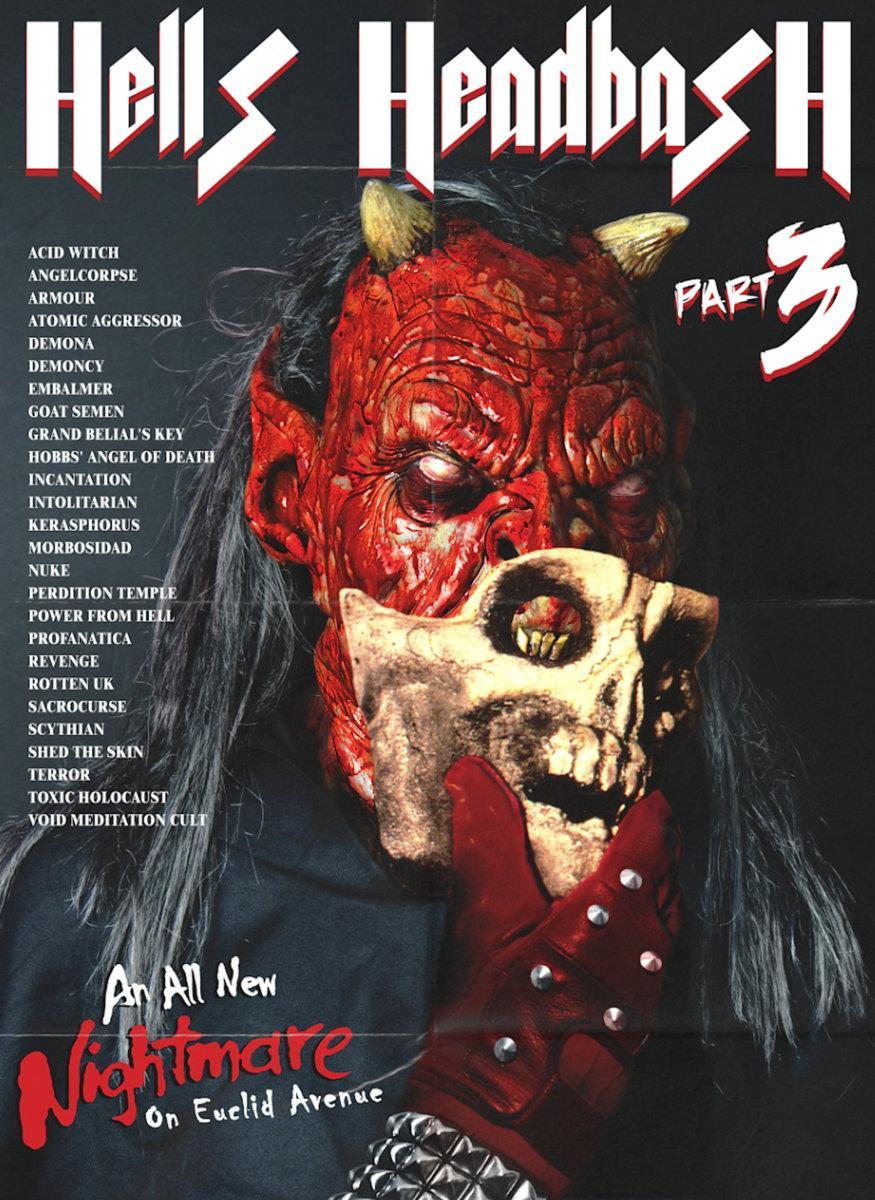 Hells Headbash
PART 3
ACID WITCH
ANGELCORPSE
ARMOUR
ATOMIC AGGRESSOR
DEMONA
DEMONCY
EMBALMER
GOAT SEMEN
GRAND BELIAL'S KEY
HOBBS' ANGEL OF DEATH
INCANTATION
INTOLITARIAN
KERASPHORUS
MORBOSIDAD
NUKE
PERDITION TEMPLE
POWER FROM HELL
PROFANATICA
REVENGE
ROTTEN UK
SACROCURSE
SCYTHIAN
SHED THE SKIN
TERROR
TOXIC HOLOCAUST
VOID MEDITATION CULT
An All New
Nightmare
On Euclid Avenue